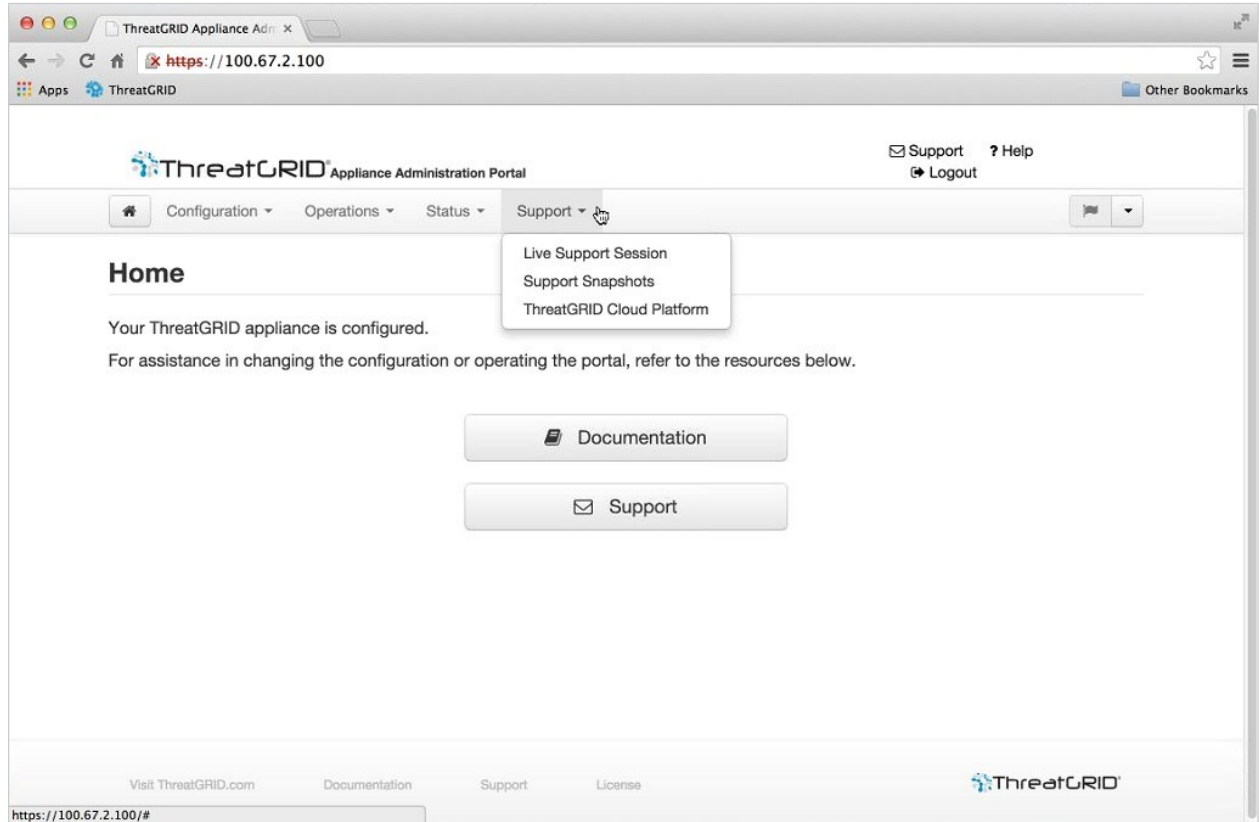 ThreatGRID Appliance Adn
https://100.67.2.100
Apps ThreatGRID Other Bookmarks
ThreatGRID® Appliance Administration Portal
Support ? Help
Logout
Configuration Operations Status Support
Live Support Session
Support Snapshots
ThreatGRID Cloud Platform
Home
Your ThreatGRID appliance is configured.
For assistance in changing the configuration or operating the portal, refer to the resources below.
Documentation
Support
Visit ThreatGRID.com Documentation Support License ThreatGRID®
https://100.67.2.100/#